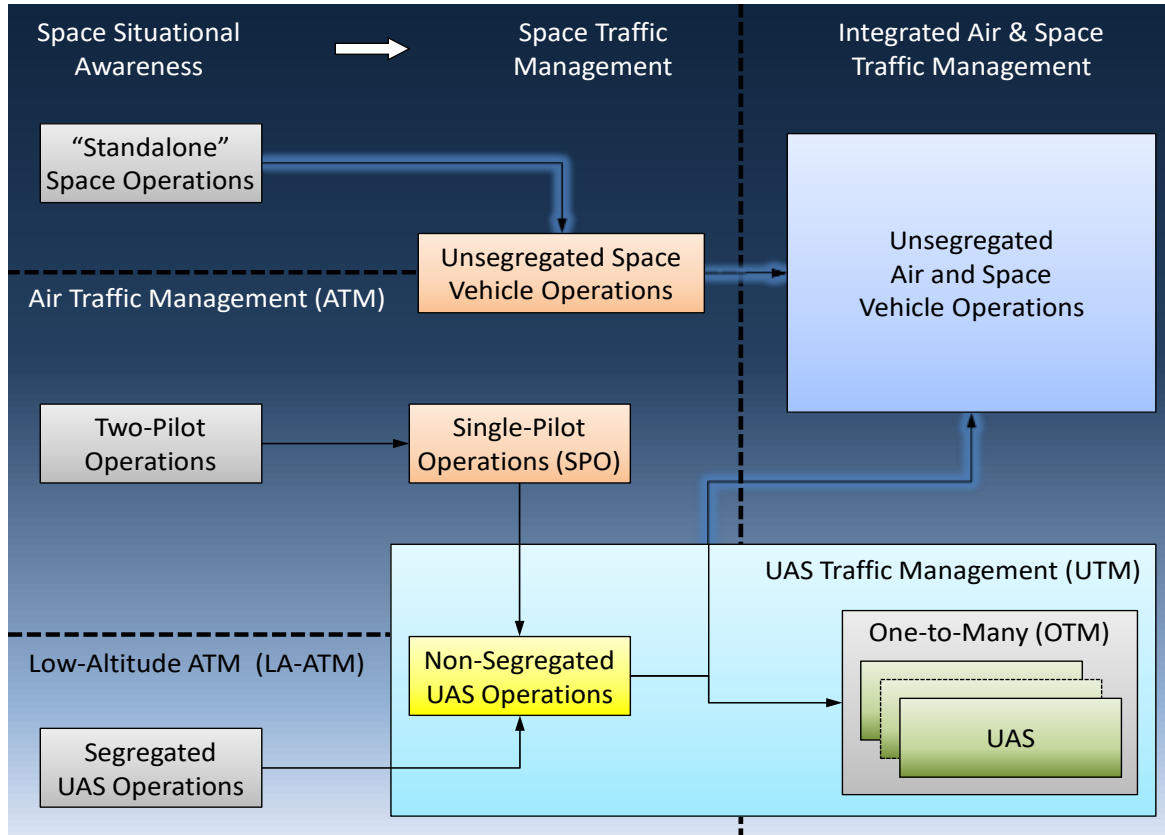 Space Situational
Awareness
Space Traffic
Management
Integrated Air & Space
Traffic Management
“Standalone”
Space Operations
Unsegregated Space
Vehicle Operations
Unsegregated
Air and Space
Vehicle Operations
Air Traffic Management (ATM)
Two-Pilot
Operations
Single-Pilot
Operations (SPO)
UAS Traffic Management (UTM)
One-to-Many (OTM)
Low-Altitude ATM (LA-ATM)
Non-Segregated
UAS Operations
UAS
Segregated
UAS Operations